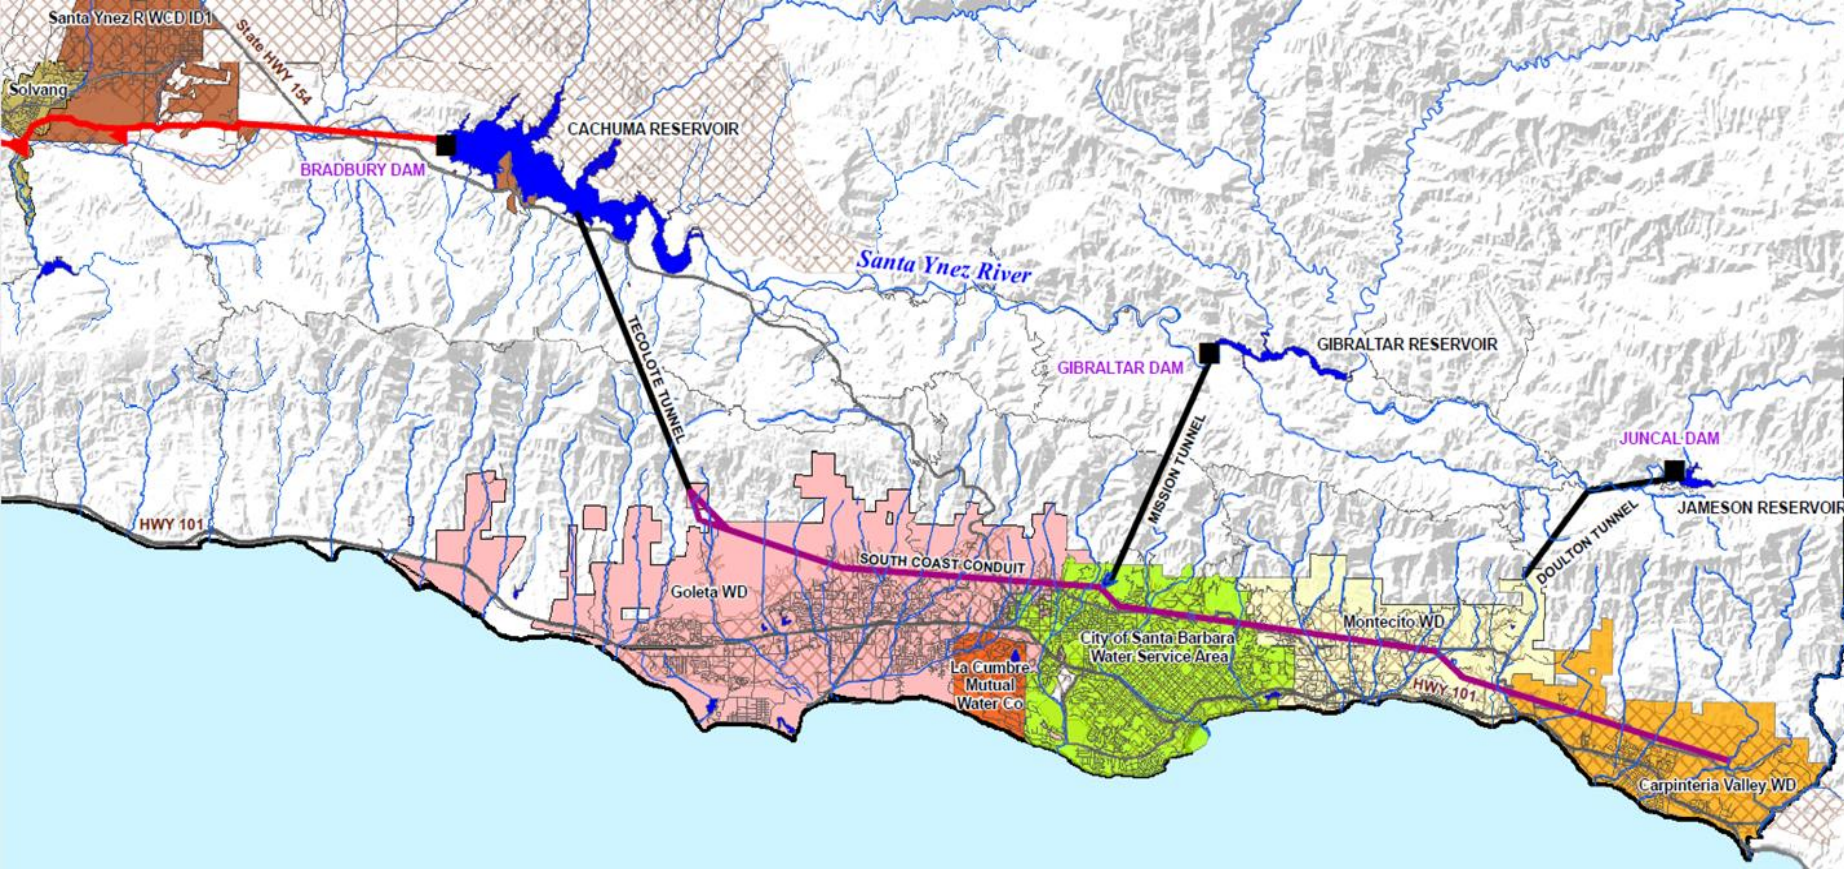 Santa Ynez R WCD ID1
State HWY 154
Solvang
CACHUMA RESERVOIR
BRADBURY DAM
Santa Ynez River
TECOLOTE TUNNEL
GIBRALTAR RESERVOIR
GIBRALTAR DAM
MISSION TUNNEL
JUNCAL DAM
JAMESON RESERVOIR
DOULTON TUNNEL
HWY 101
SOUTH COAST CONDUIT
Goleta WD
La Cumbre
Mutual
Water Co
City of Santa Barbara
Water Service Area
Montecito WD
HWY 101
Carpinteria Valley WD